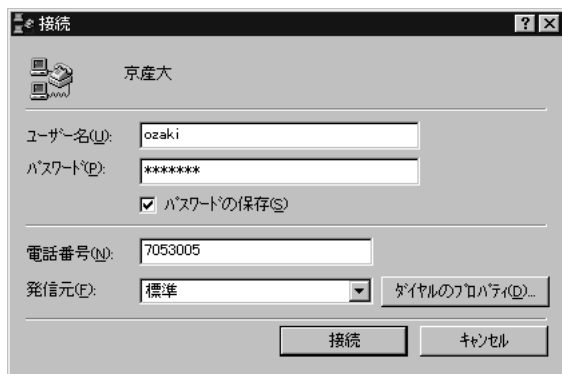 接続
京産大
ユーザー名(U): ozaki
パスワード(P): *******
パスワードの保存(S)
電話番号(N): 7053005
発信元(F): 標準 ダイヤルのプロパティ(D)...
接続 キャンセル